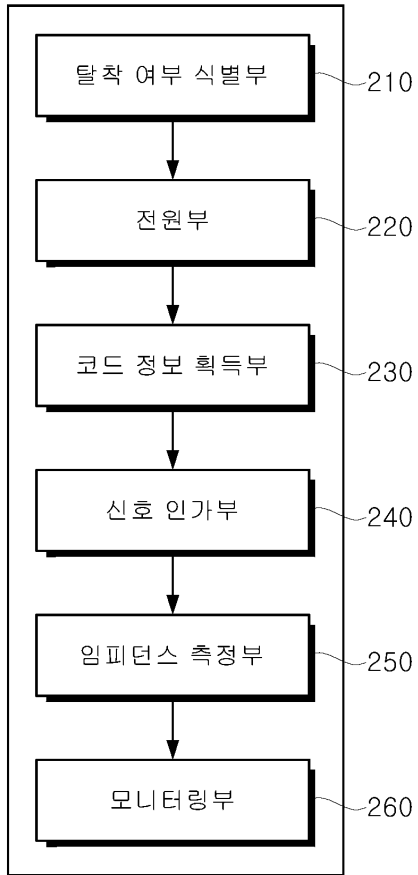 탈착 여부 식별부
210
전원부
220
코드 정보 획득부
230
신호 인가부
240
임피던스 측정부
250
모니터링부
260